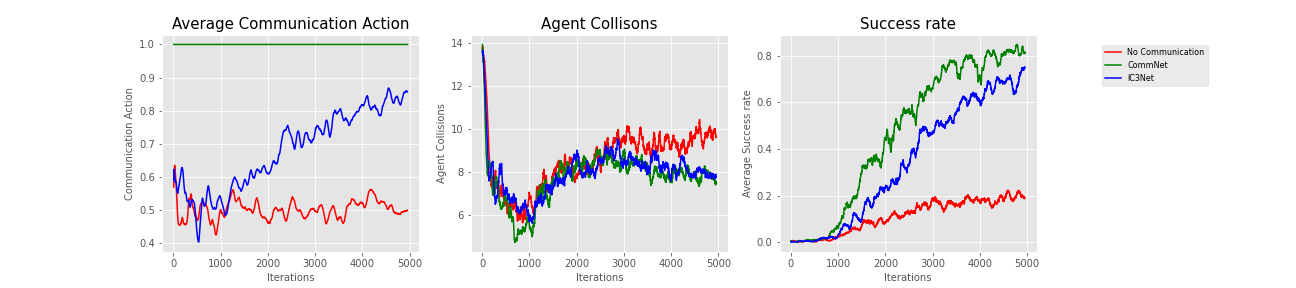 Average Communication Action
Communication Action
1.0
0.9
0.8
0.7
0.6
0.5
0.4
0 1000 2000 3000 4000 5000
Iterations
Agent Collisons
Agent Collisions
14
12
10
8
6
0 1000 2000 3000 4000 5000
Iterations
Success rate
Average Success rate
0.8
0.6
0.4
0.2
0.0
0 1000 2000 3000 4000 5000
Iterations
No Communication
CommNet
IC3Net